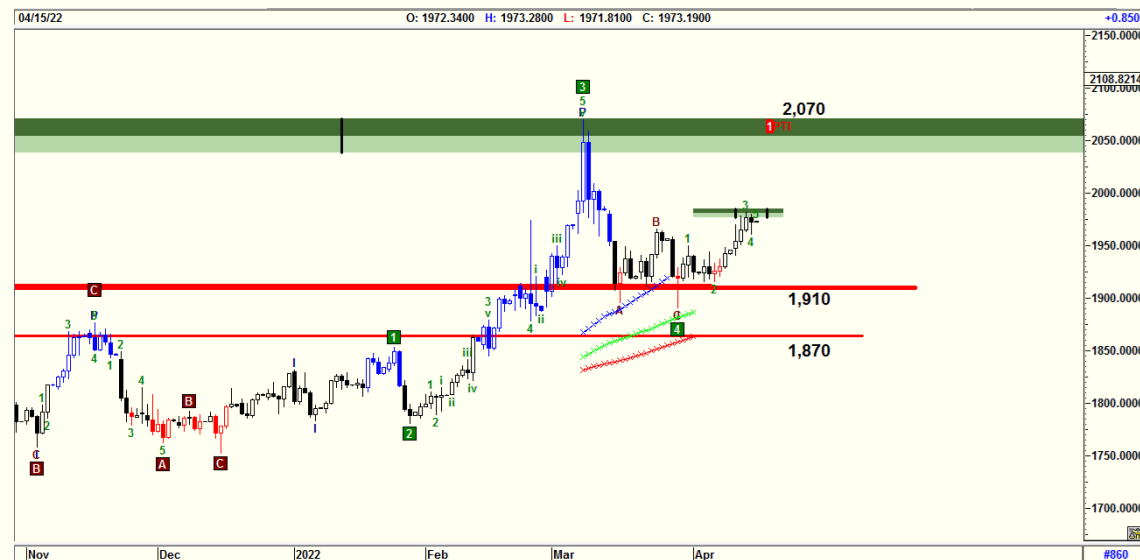 04/15/22 O: 1972.3400 H: 1973.2800 L: 1971.8100 C: 1973.1900 +0.850
2150.0000
2108.8214
2100.0000
2050.0000
2000.0000
1950.0000
1900.0000
1850.0000
1800.0000
1750.0000
1700.0000
3
5
2,070
1 PTI
3
5
4
B
1
2
iii
iv
i
ii
4
A
C
4
1,910
1,870
C
3
4
1
2
1
2
C
B
4
3
5
A
B
C
I
I
1
2
1
2
i
ii
iii
iv
3
v
Nov Dec 2022 Feb Mar Apr #860